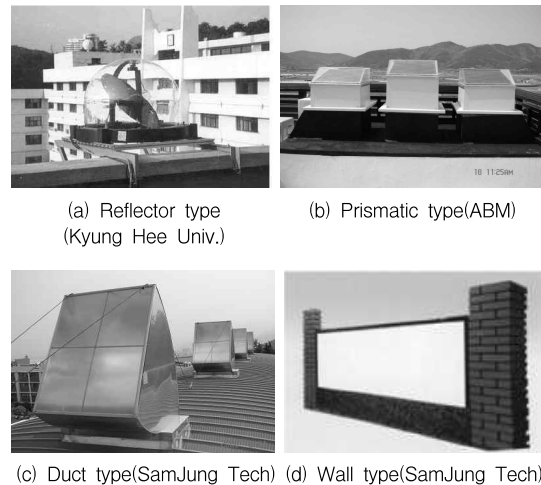 18 11:25AM
(a) Reflector type
(Kyung Hee Univ.)
(b) Prismatic type(ABM)
(c) Duct type(SamJung Tech)
(d) Wall type(SamJung Tech)